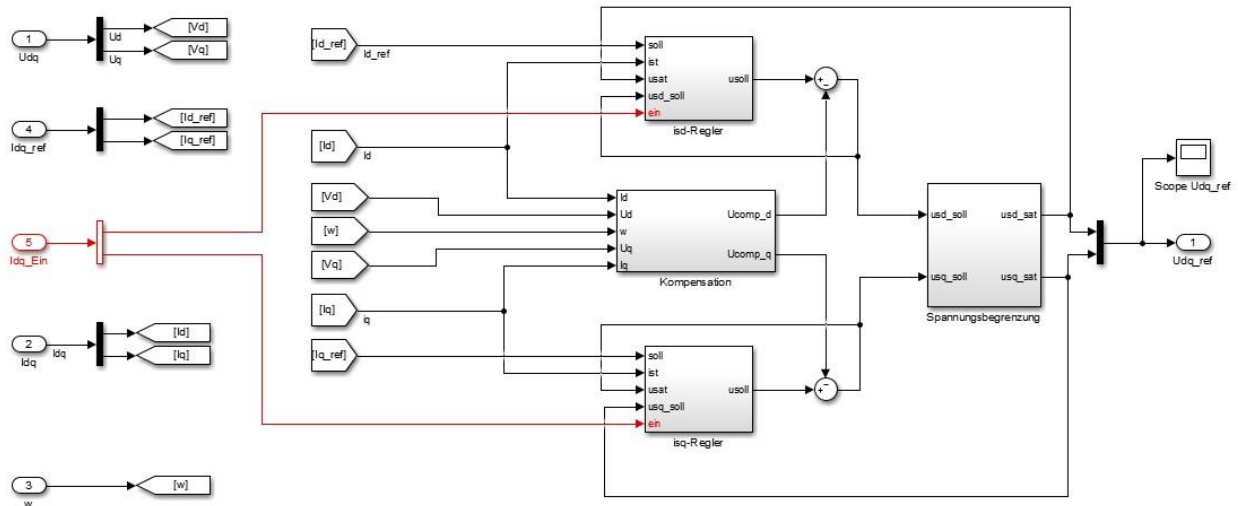 1
Udq
Ud
Uq
[Vd]
[Vq]
4
Idq_ref
[Id_ref]
[Iq_ref]
5
Idq_Ein
2
Idq
Idq
[Id]
[Iq]
3
w
[w]
[Id_ref]
Id_ref
[Id]
Id
[Vd]
[w]
[Vq]
[Iq]
iq
[Iq_ref]
soll
ist
usat
usd_soll
ein
usoll
isd-Regler
Id
Ud
w
Uq
Iq
Ucomp_d
Ucomp_q
Kompensation
soll
ist
usat
usq_soll
ein
usoll
isq-Regler
usd_soll
usq_soll
usd_sat
usq_sat
Spannungsbegrenzung
Scope Udq_ref
1
Udq_ref